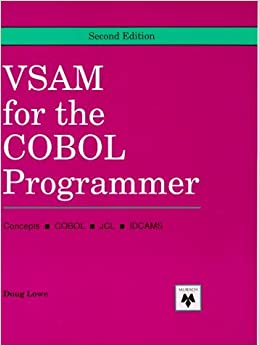 Second Edition
VSAM
for the
COBOL
Programmer
Concepts ■ COBOL ■ JCL ■ IDCAMS
Doug Lowe
MURACH